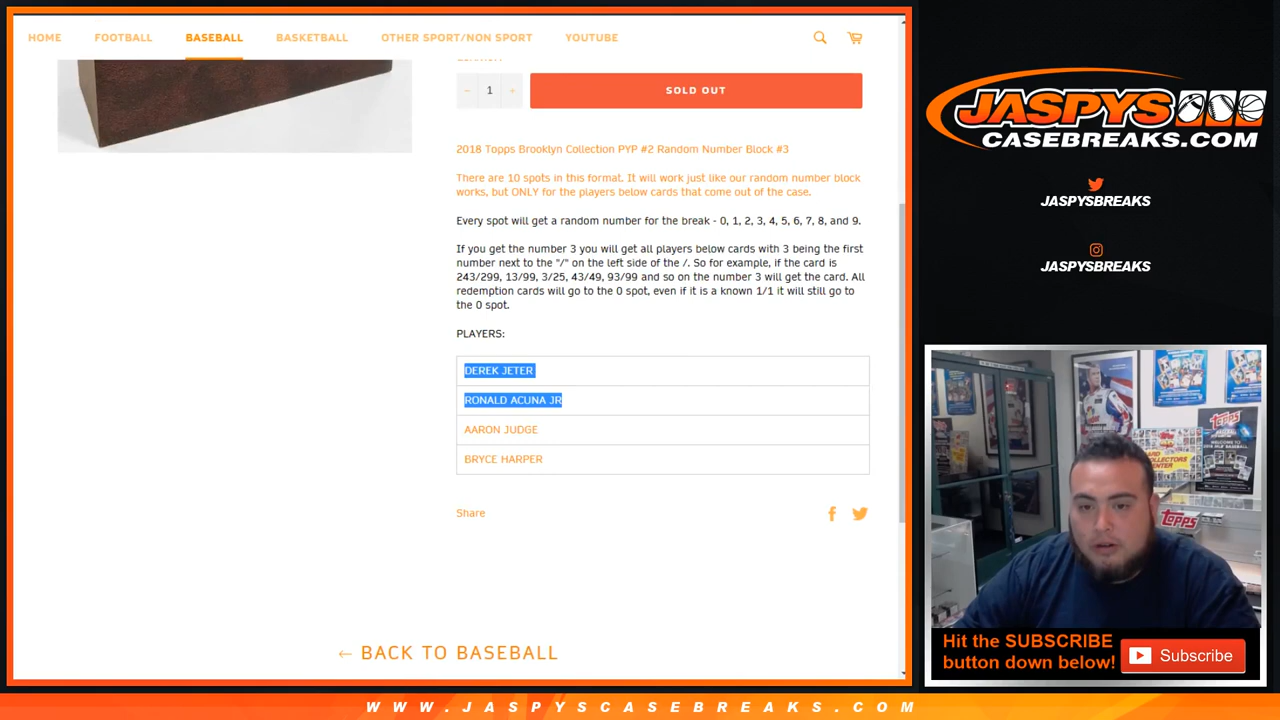 HOME FOOTBALL BASEBALL BASKETBALL OTHER SPORT/NON SPORT YOUTUBE
− 1 +
SOLD OUT
2018 Topps Brooklyn Collection PYP #2 Random Number Block #3
There are 10 spots in this format. It will work just like our random number block
works, but ONLY for the players below cards that come out of the case.
Every spot will get a random number for the break - 0, 1, 2, 3, 4, 5, 6, 7, 8, and 9.
If you get the number 3 you will get all players below cards with 3 being the first
number next to the "/" on the left side of the /. So for example, if the card is
243/299, 13/99, 3/25, 43/49, 93/99 and so on the number 3 will get the card. All
redemption cards will go to the 0 spot, even if it is a known 1/1 it will still go to
the 0 spot.
PLAYERS:
DEREK JETER
RONALD ACUNA JR
AARON JUDGE
BRYCE HARPER
Share
← BACK TO BASEBALL
JASPYS
CASEBREAKS.COM
JASPYSBREAKS
JASPYSBREAKS
topps
topps
Topps
Hit the SUBSCRIBE
button down below!
Subscribe
WWW.JASPYSCASEBREAKS.COM